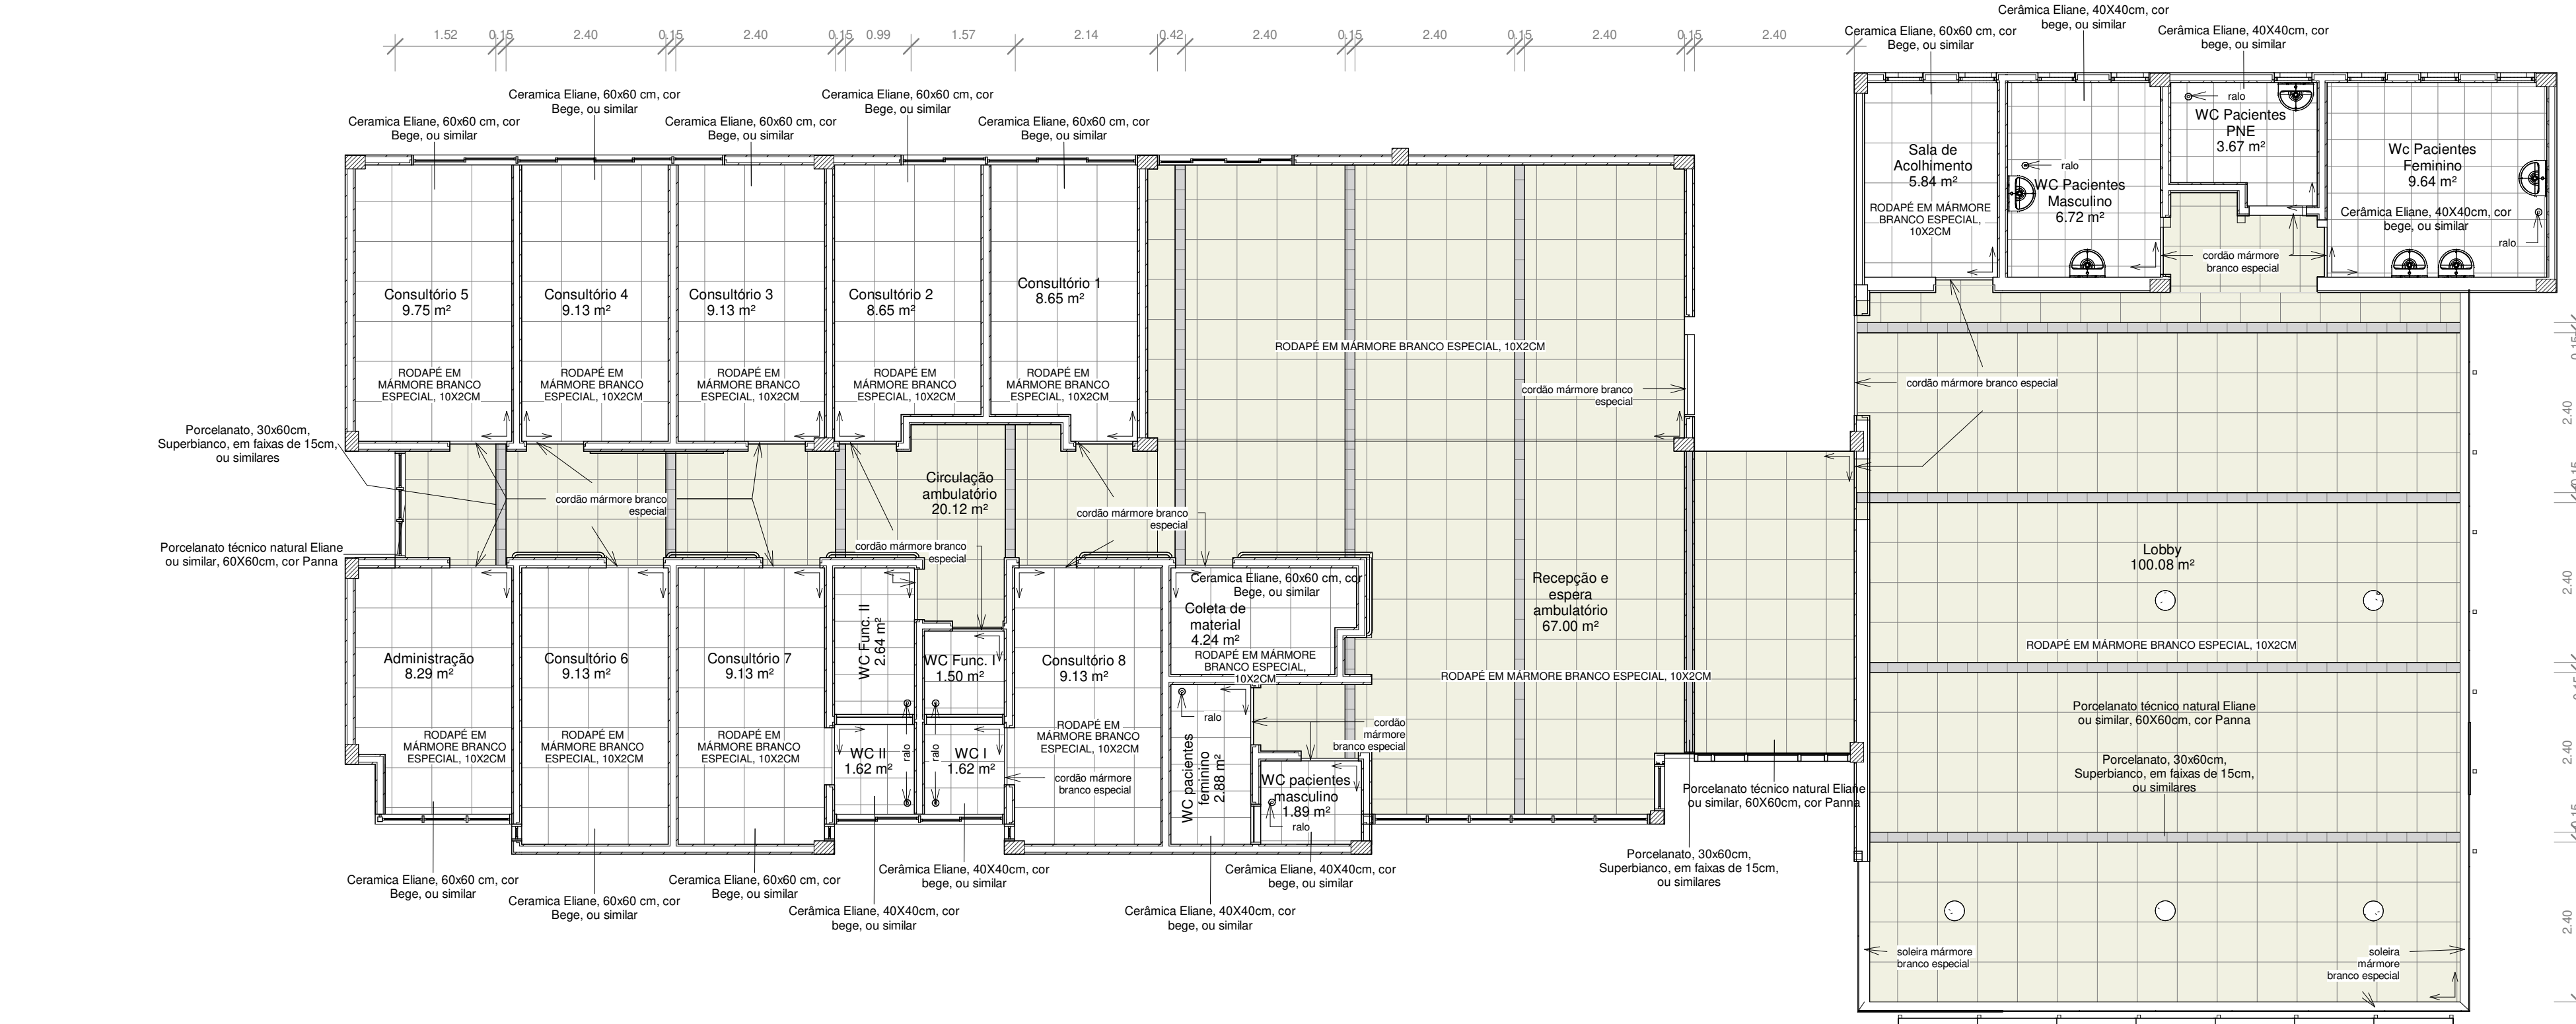 Cerâmica Eliane, 40X40cm, cor
bege, ou similar
Ceramica Eliane, 60x60 cm, cor
Bege, ou similar
Cerâmica Eliane, 40X40cm, cor
bege, ou similar
1.52
0.15
2.40
0.15
2.40
0.15
0.99
1.57
2.14
0.42
2.40
0.15
2.40
0.15
2.40
0.15
2.40
Ceramica Eliane, 60x60 cm, cor
Bege, ou similar
Ceramica Eliane, 60x60 cm, cor
Bege, ou similar
Ceramica Eliane, 60x60 cm, cor
Bege, ou similar
Ceramica Eliane, 60x60 cm, cor
Bege, ou similar
Ceramica Eliane, 60x60 cm, cor
Bege, ou similar
Sala de
Acolhimento
5.84 m²
RODAPÉ EM MÁRMORE
BRANCO ESPECIAL,
10X2CM
ralo
WC Pacientes
Masculino
6.72 m²
ralo
WC Pacientes
PNE
3.67 m²
Wc Pacientes
Feminino
9.64 m²
Cerâmica Eliane, 40X40cm, cor
bege, ou similar
ralo
cordão mármore
branco especial
Consultório 5
9.75 m²
RODAPÉ EM
MÁRMORE BRANCO
ESPECIAL, 10X2CM
Consultório 4
9.13 m²
RODAPÉ EM
MÁRMORE BRANCO
ESPECIAL, 10X2CM
Consultório 3
9.13 m²
RODAPÉ EM
MÁRMORE BRANCO
ESPECIAL, 10X2CM
Consultório 2
8.65 m²
RODAPÉ EM
MÁRMORE BRANCO
ESPECIAL, 10X2CM
Consultório 1
8.65 m²
RODAPÉ EM
MÁRMORE BRANCO
ESPECIAL, 10X2CM
RODAPÉ EM MÁRMORE BRANCO ESPECIAL, 10X2CM
cordão mármore branco
especial
cordão mármore branco especial
Porcelanato, 30x60cm,
Superbianco, em faixas de 15cm,
ou similares
Porcelanato técnico natural Eliane
ou similar, 60X60cm, cor Panna
cordão mármore branco
especial
Circulação
ambulatório
20.12 m²
cordão mármore branco
especial
cordão mármore branco
especial
Administração
8.29 m²
RODAPÉ EM
MÁRMORE BRANCO
ESPECIAL, 10X2CM
Consultório 6
9.13 m²
RODAPÉ EM
MÁRMORE BRANCO
ESPECIAL, 10X2CM
Consultório 7
9.13 m²
RODAPÉ EM
MÁRMORE BRANCO
ESPECIAL, 10X2CM
WC Func. II
2.64 m²
WC Func. I
1.50 m²
ralo
ralo
WC II
1.62 m²
WC I
1.62 m²
Consultório 8
9.13 m²
RODAPÉ EM
MÁRMORE BRANCO
ESPECIAL, 10X2CM
cordão mármore
branco especial
Ceramica Eliane, 60x60 cm, cor
Bege, ou similar
Coleta de
material
4.24 m²
RODAPÉ EM MÁRMORE
BRANCO ESPECIAL,
10X2CM
ralo
WC pacientes
feminino
2.88 m²
cordão
mármore
branco especial
WC pacientes
masculino
1.89 m²
ralo
Recepção e
espera
ambulatório
67.00 m²
RODAPÉ EM MÁRMORE BRANCO ESPECIAL, 10X2CM
Lobby
100.08 m²
RODAPÉ EM MÁRMORE BRANCO ESPECIAL, 10X2CM
Porcelanato técnico natural Eliane
ou similar, 60X60cm, cor Panna
Porcelanato, 30x60cm,
Superbianco, em faixas de 15cm,
ou similares
Porcelanato técnico natural Eliane
ou similar, 60X60cm, cor Panna
Porcelanato, 30x60cm,
Superbianco, em faixas de 15cm,
ou similares
soleira mármore
branco especial
soleira
mármore
branco especial
Ceramica Eliane, 60x60 cm, cor
Bege, ou similar
Ceramica Eliane, 60x60 cm, cor
Bege, ou similar
Ceramica Eliane, 60x60 cm, cor
Bege, ou similar
Cerâmica Eliane, 40X40cm, cor
bege, ou similar
Cerâmica Eliane, 40X40cm, cor
bege, ou similar
Cerâmica Eliane, 40X40cm, cor
bege, ou similar
Cerâmica Eliane, 40X40cm, cor
bege, ou similar
2.40
2.40
2.40
2.40